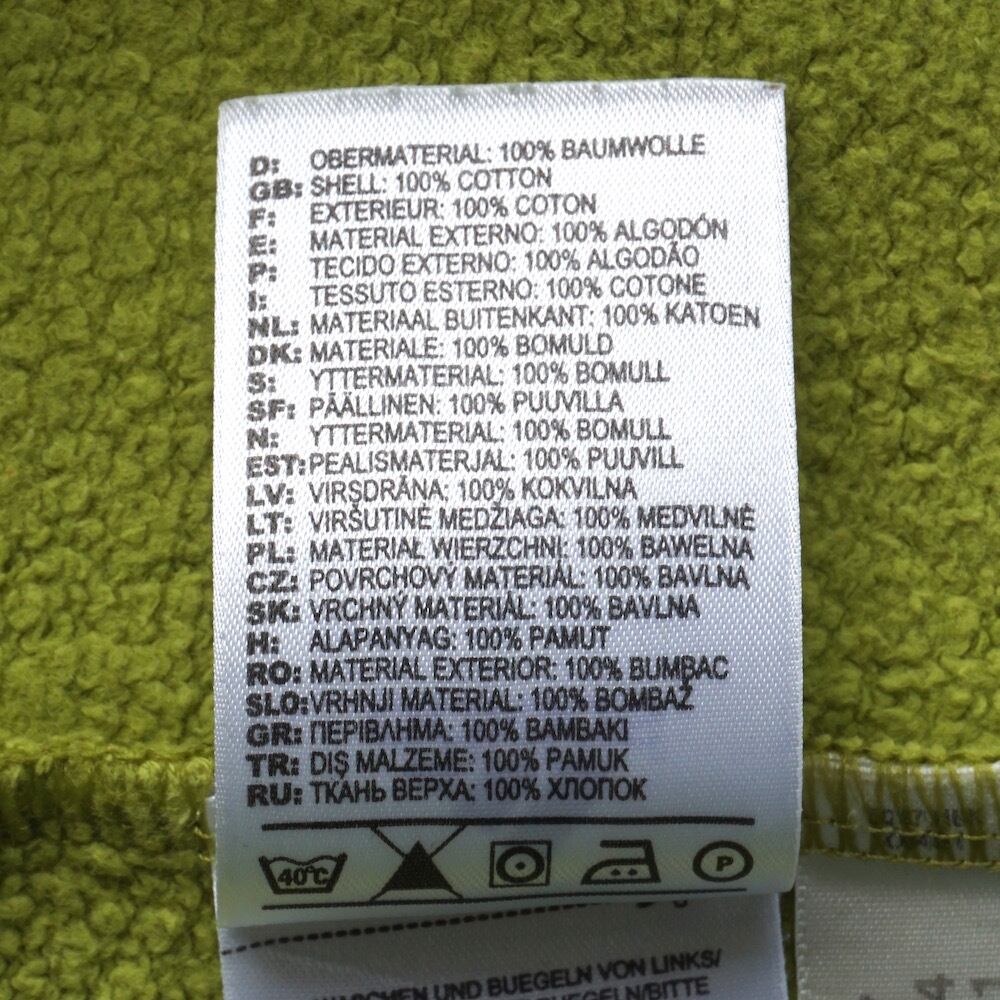 D: OBERMATERIAL: 100% BAUMWOLLE
GB: SHELL: 100% COTTON
F: EXTERIEUR: 100% COTON
E: MATERIAL EXTERNO: 100% ALGODÓN
P: TECIDO EXTERNO: 100% ALGODÃO
I: TESSUTO ESTERNO: 100% COTONE
NL: MATERIAAL BUITENKANT: 100% KATOEN
DK: MATERIALE: 100% BOMULD
S: YTTERMATERIAL: 100% BOMULL
SF: PÄÄLLINEN: 100% PUUVILLA
N: YTTERMATERIAL: 100% BOMULL
EST: PEALISMATERJAL: 100% PUUVILL
LV: VIRSDRĀNA: 100% KOKVILNA
LT: VIRŠUTINĖ MEDŽIAGA: 100% MEDVILNĖ
PL: MATERIAŁ WIERZCHNI: 100% BAWEŁNA
CZ: POVRCHOVÝ MATERIÁL: 100% BAVLNA
SK: VRCHNÝ MATERIÁL: 100% BAVLNA
H: ALAPANYAG: 100% PAMUT
RO: MATERIAL EXTERIOR: 100% BUMBAC
SLO: VRHNJI MATERIAL: 100% BOMBAŽ
GR: ΠΕΡΙΒΛΗΜΑ: 100% ΒΑΜΒΑΚΙ
TR: DIŞ MALZEME: 100% PAMUK
RU: ТКАНЬ ВЕРХА: 100% ХЛОПОК
40°C P
UND BUEGELN VON LINKS/
BITTE